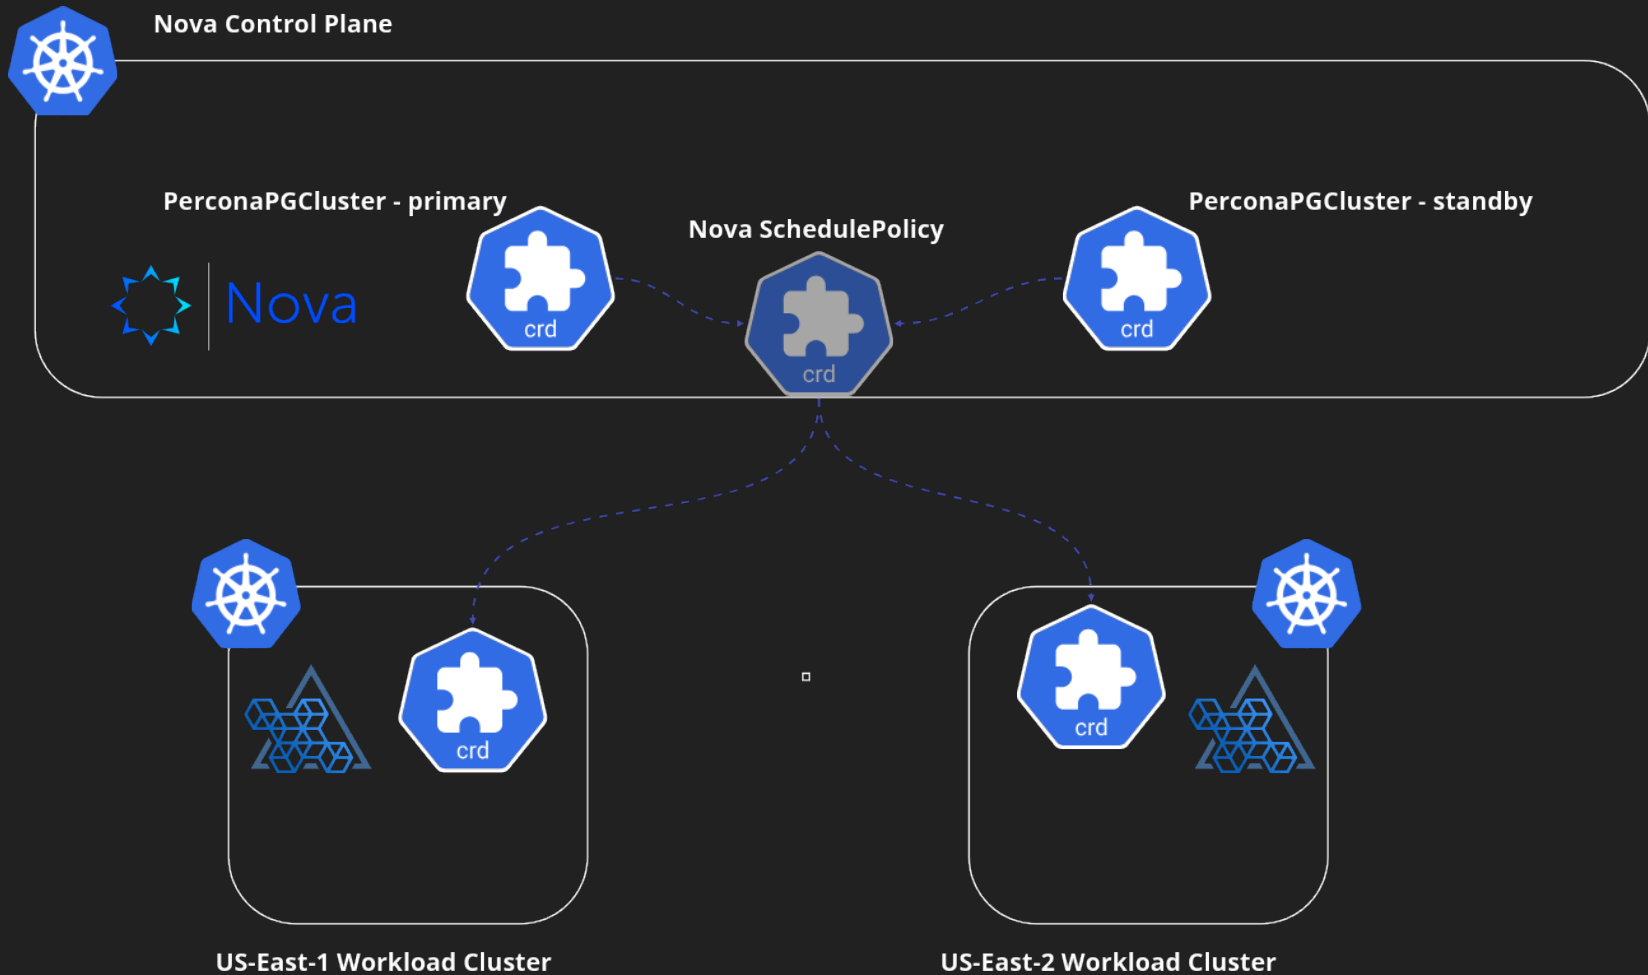 Nova Control Plane
PerconaPGCluster - primary
Nova SchedulePolicy
PerconaPGCluster - standby
Nova
crd
crd
crd
crd
crd
US-East-1 Workload Cluster
US-East-2 Workload Cluster